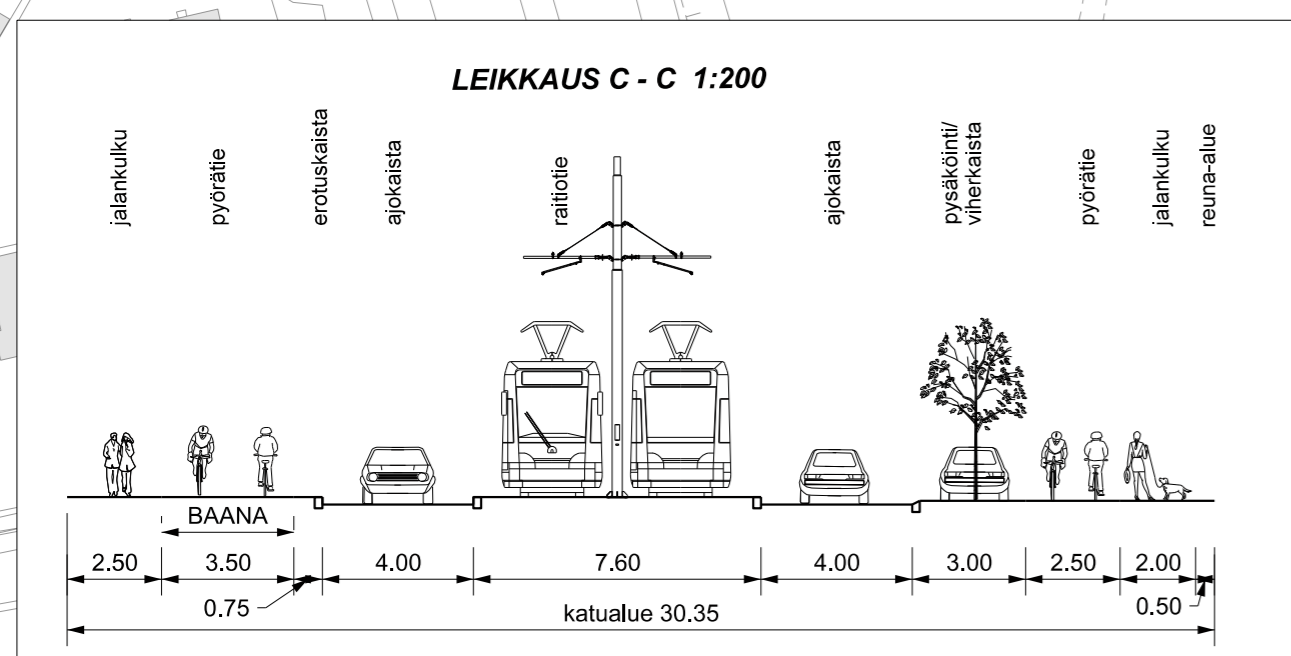 LEIKKAUS C - C 1:200
jalankulku
pyörätie
erotuskaista
ajokaista
raitiotie
ajokaista
pysäköinti/
viherkaista
pyörätie
jalankulku
reuna-alue
BAANA
2.50 3.50 4.00 7.60 4.00 3.00 2.50 2.00
0.75 0.50
katualue 30.35